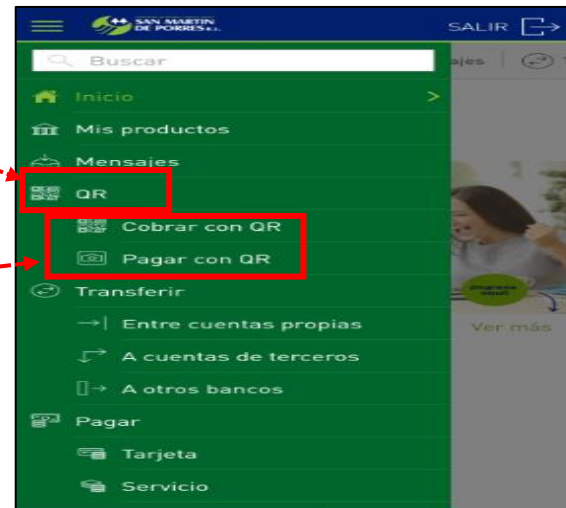 SAN MARTIN
DE PORRES R.L.
SALIR
Buscar
ajes
Inicio
Mis productos
Mensajes
QR
Cobrar con QR
Pagar con QR
Transferir
Entre cuentas propias
Ver más
A cuentas de terceros
A otros bancos
Pagar
Tarjeta
Servicio